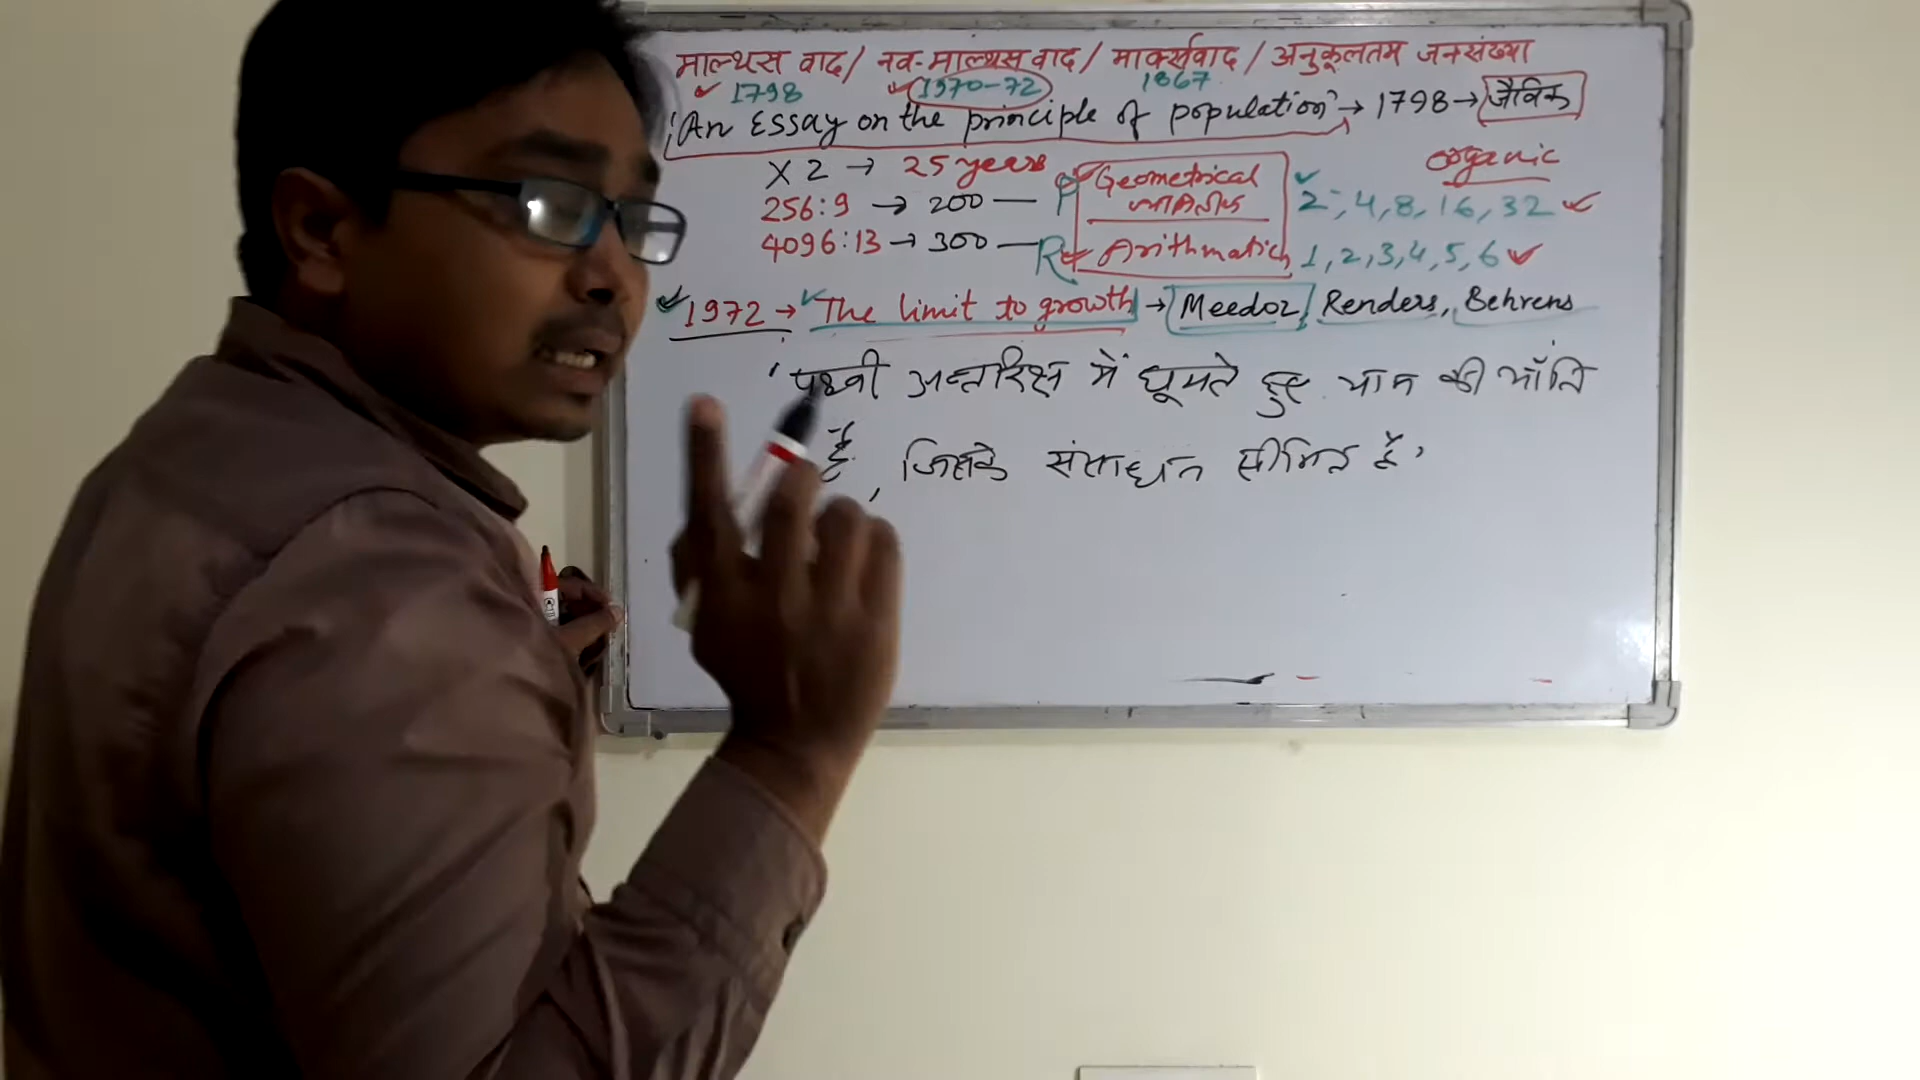 माल्थस वाद / नव-माल्थस वाद / मार्क्सवाद / अनुकूलतम जनसंख्या
1798 1970-72 1867
'An Essay on the principle of population' → 1798 → जैविक
X 2 → 25 years Geometrical organic
256:9 → 200 — P ज्यामितीय 2, 4, 8, 16, 32
4096:13 → 300 — R Arithmatic 1, 2, 3, 4, 5, 6
1972 → The limit to growth → Meedoz, Renders, Behrens
'पृथ्वी अन्तरिक्ष में घूमते हुए यान की भाँति
है, जिसके संसाधन सीमित है'